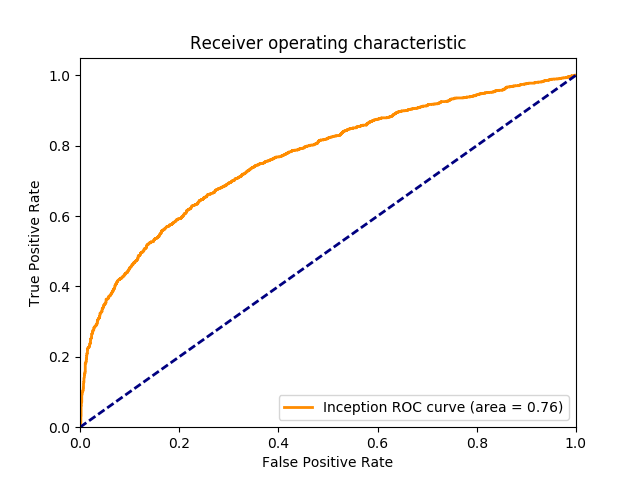 Receiver operating characteristic
True Positive Rate
1.0
0.8
0.6
0.4
0.2
0.0
Inception ROC curve (area = 0.76)
0.0 0.2 0.4 0.6 0.8 1.0
False Positive Rate